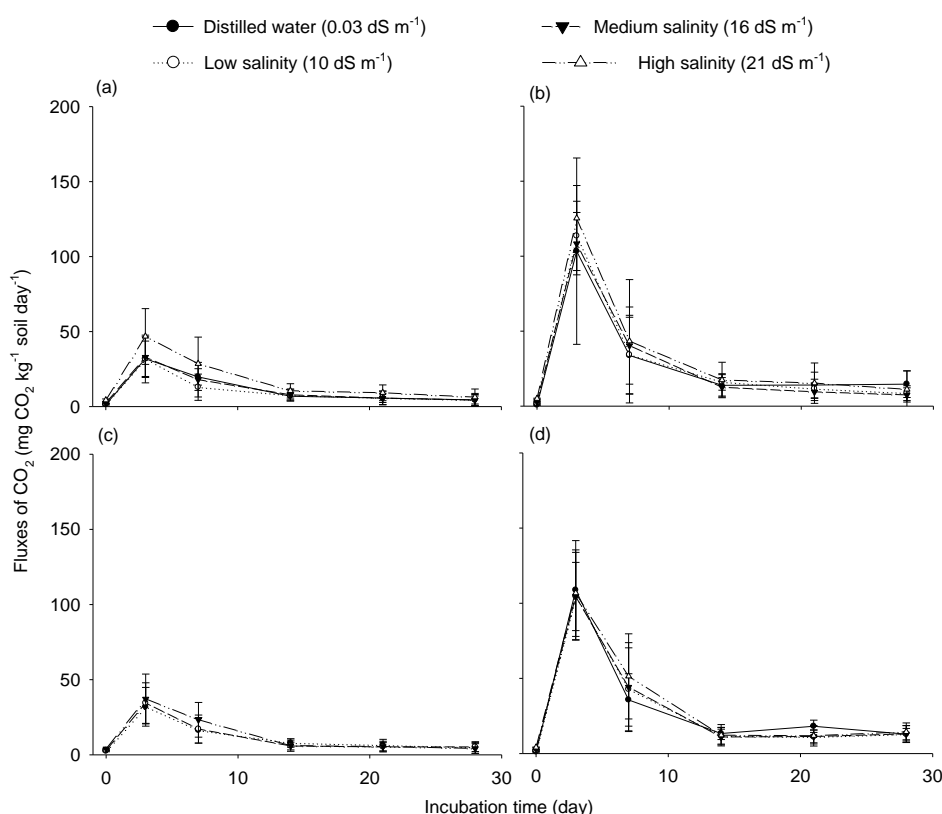 Distilled water (0.03 dS m⁻¹) Medium salinity (16 dS m⁻¹)
Low salinity (10 dS m⁻¹) High salinity (21 dS m⁻¹)
(a) (b)
200
150
100
50
0
(c) (d)
200
150
100
50
0
0 10 20 30 0 10 20 30
Fluxes of CO₂ (mg CO₂ kg⁻¹ soil day⁻¹)
Incubation time (day)